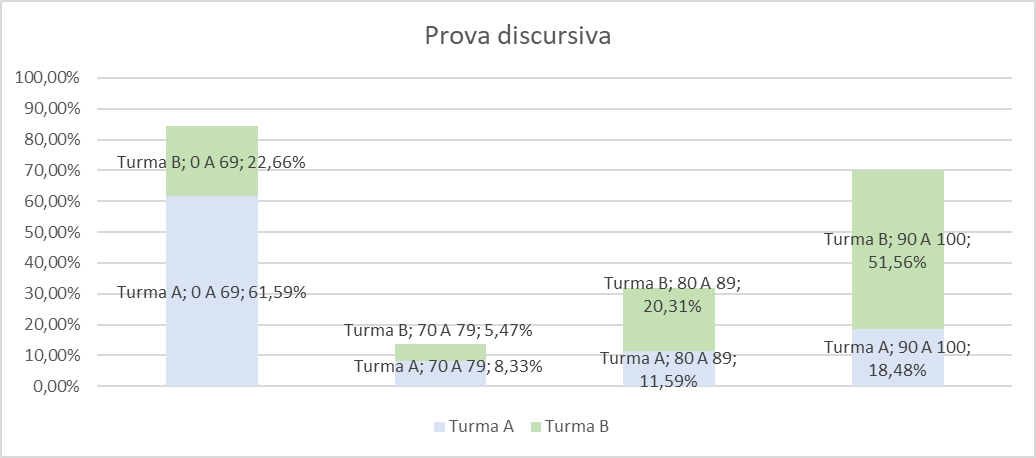 Prova discursiva
100,00%
90,00%
80,00%
70,00%
60,00%
50,00%
40,00%
30,00%
20,00%
10,00%
0,00%
Turma B; 0 A 69; 22,66%
Turma A; 0 A 69; 61,59%
Turma B; 70 A 79; 5,47%
Turma A; 70 A 79; 8,33%
Turma B; 80 A 89;
20,31%
Turma A; 80 A 89;
11,59%
Turma B; 90 A 100;
51,56%
Turma A; 90 A 100;
18,48%
Turma A
Turma B